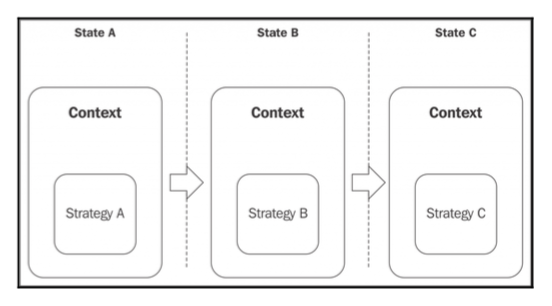 State A
State B
State C
Context
Context
Context
Strategy A
Strategy B
Strategy C